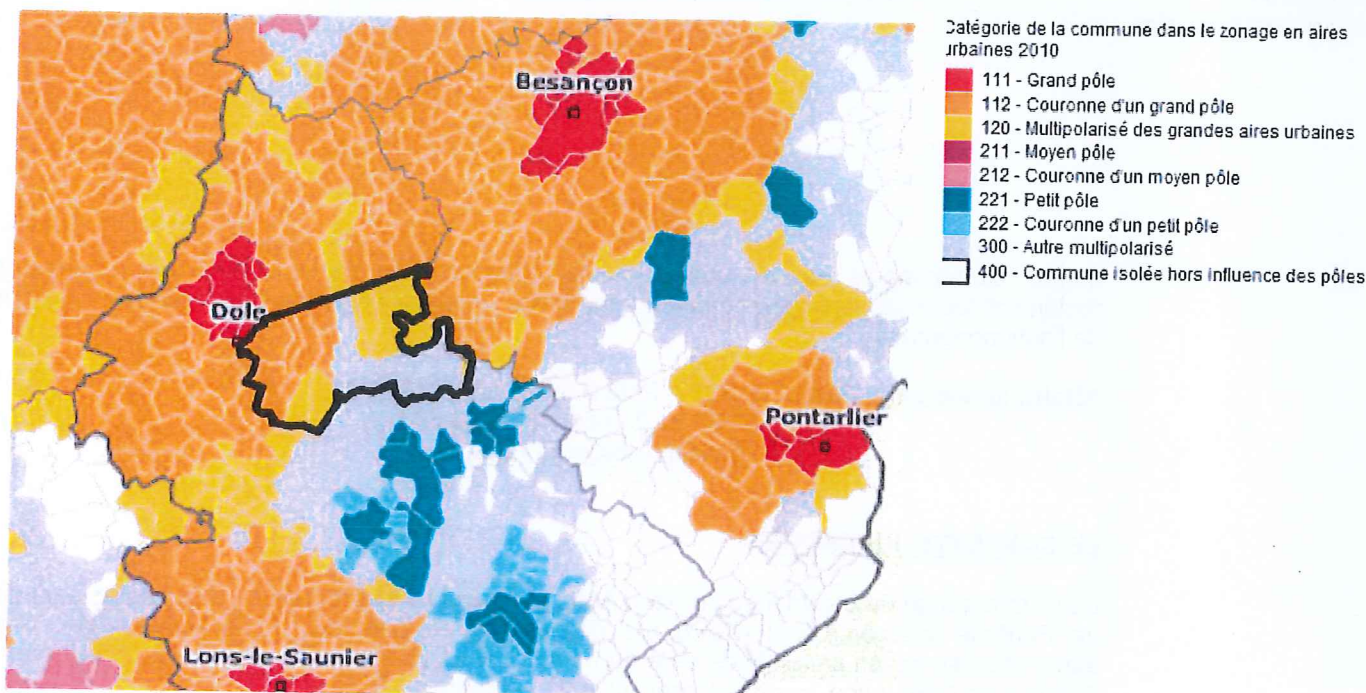 Catégorie de la commune dans le zonage en aires
urbaines 2010
111 - Grand pôle
112 - Couronne d'un grand pôle
120 - Multipolarisé des grandes aires urbaines
211 - Moyen pôle
212 - Couronne d'un moyen pôle
221 - Petit pôle
222 - Couronne d'un petit pôle
300 - Autre multipolarisé
400 - Commune isolée hors influence des pôles
Besançon
Dole
Pontarlier
Lons-le-Saunier